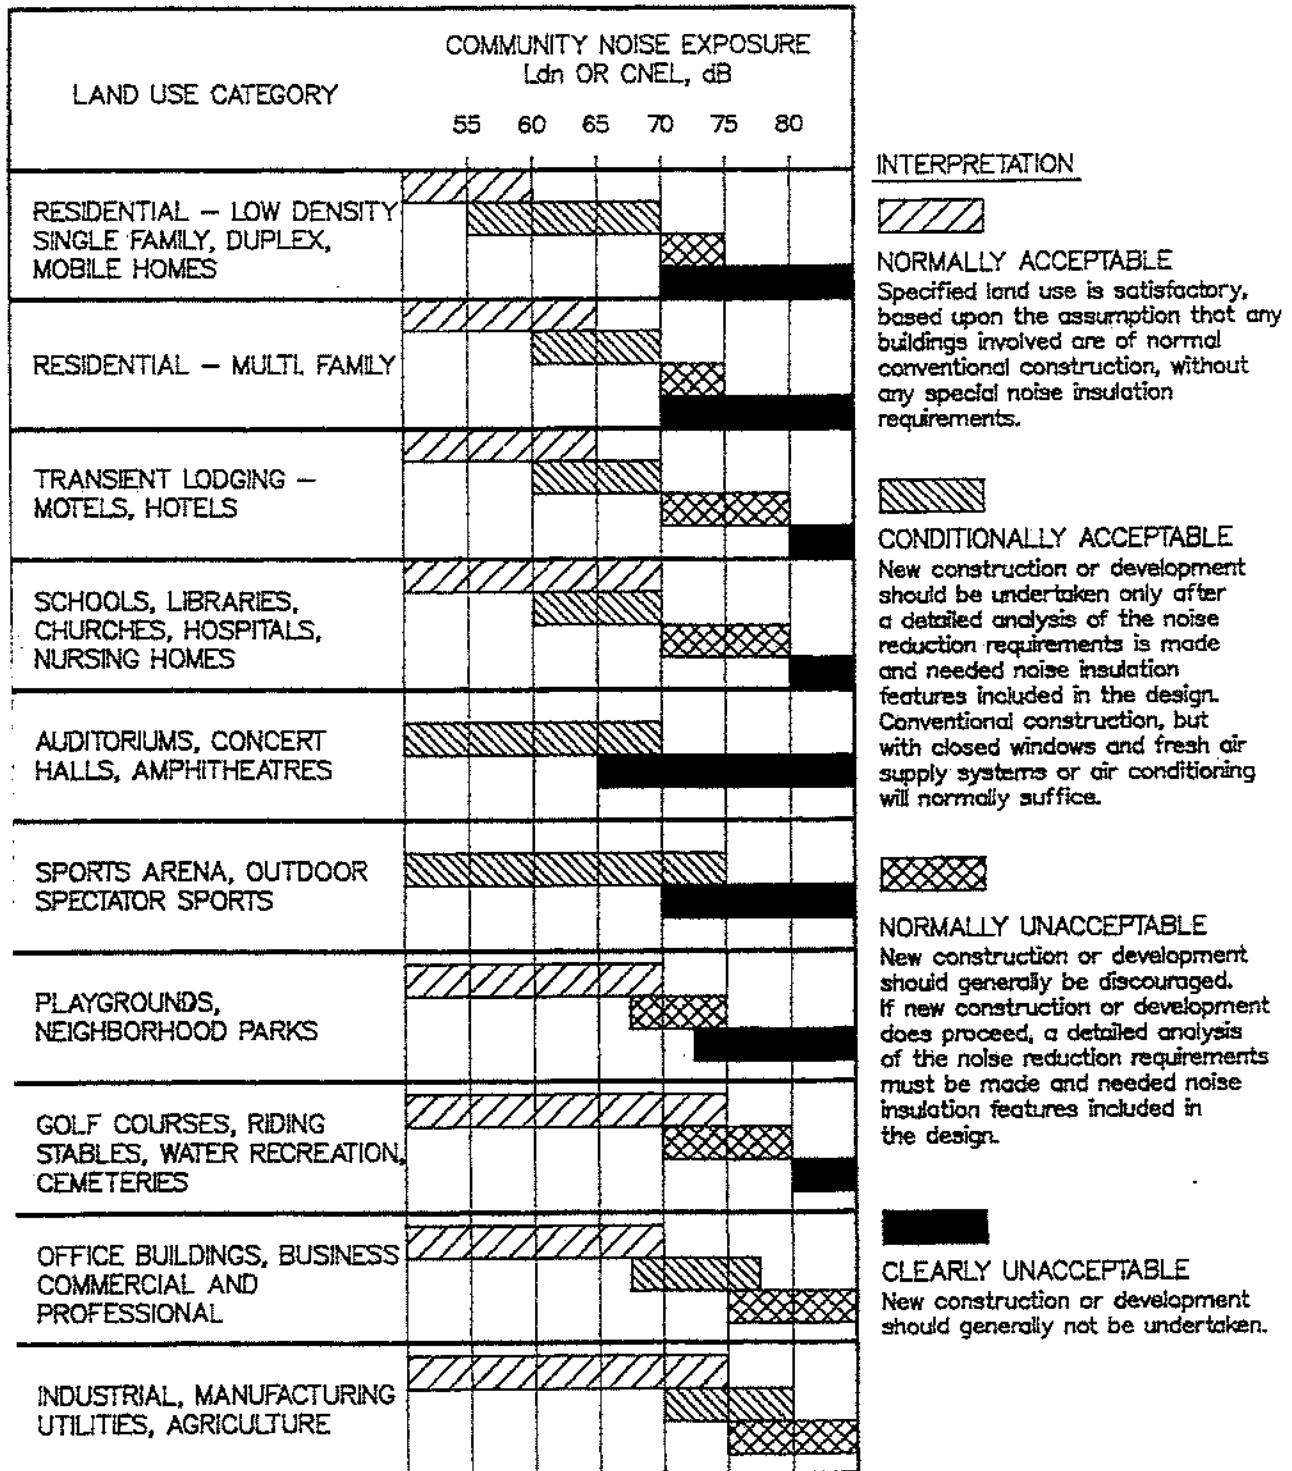 LAND USE CATEGORY
COMMUNITY NOISE EXPOSURE
Ldn OR CNEL, dB
55 60 65 70 75 80
RESIDENTIAL – LOW DENSITY
SINGLE FAMILY, DUPLEX,
MOBILE HOMES
RESIDENTIAL – MULTI. FAMILY
TRANSIENT LODGING –
MOTELS, HOTELS
SCHOOLS, LIBRARIES,
CHURCHES, HOSPITALS,
NURSING HOMES
AUDITORIUMS, CONCERT
HALLS, AMPHITHEATRES
SPORTS ARENA, OUTDOOR
SPECTATOR SPORTS
PLAYGROUNDS,
NEIGHBORHOOD PARKS
GOLF COURSES, RIDING
STABLES, WATER RECREATION,
CEMETERIES
OFFICE BUILDINGS, BUSINESS
COMMERCIAL AND
PROFESSIONAL
INDUSTRIAL, MANUFACTURING
UTILITIES, AGRICULTURE
INTERPRETATION
NORMALLY ACCEPTABLE
Specified land use is satisfactory,
based upon the assumption that any
buildings involved are of normal
conventional construction, without
any special noise insulation
requirements.
CONDITIONALLY ACCEPTABLE
New construction or development
should be undertaken only after
a detailed analysis of the noise
reduction requirements is made
and needed noise insulation
features included in the design.
Conventional construction, but
with closed windows and fresh air
supply systems or air conditioning
will normally suffice.
NORMALLY UNACCEPTABLE
New construction or development
should generally be discouraged.
If new construction or development
does proceed, a detailed analysis
of the noise reduction requirements
must be made and needed noise
insulation features included in
the design.
CLEARLY UNACCEPTABLE
New construction or development
should generally not be undertaken.